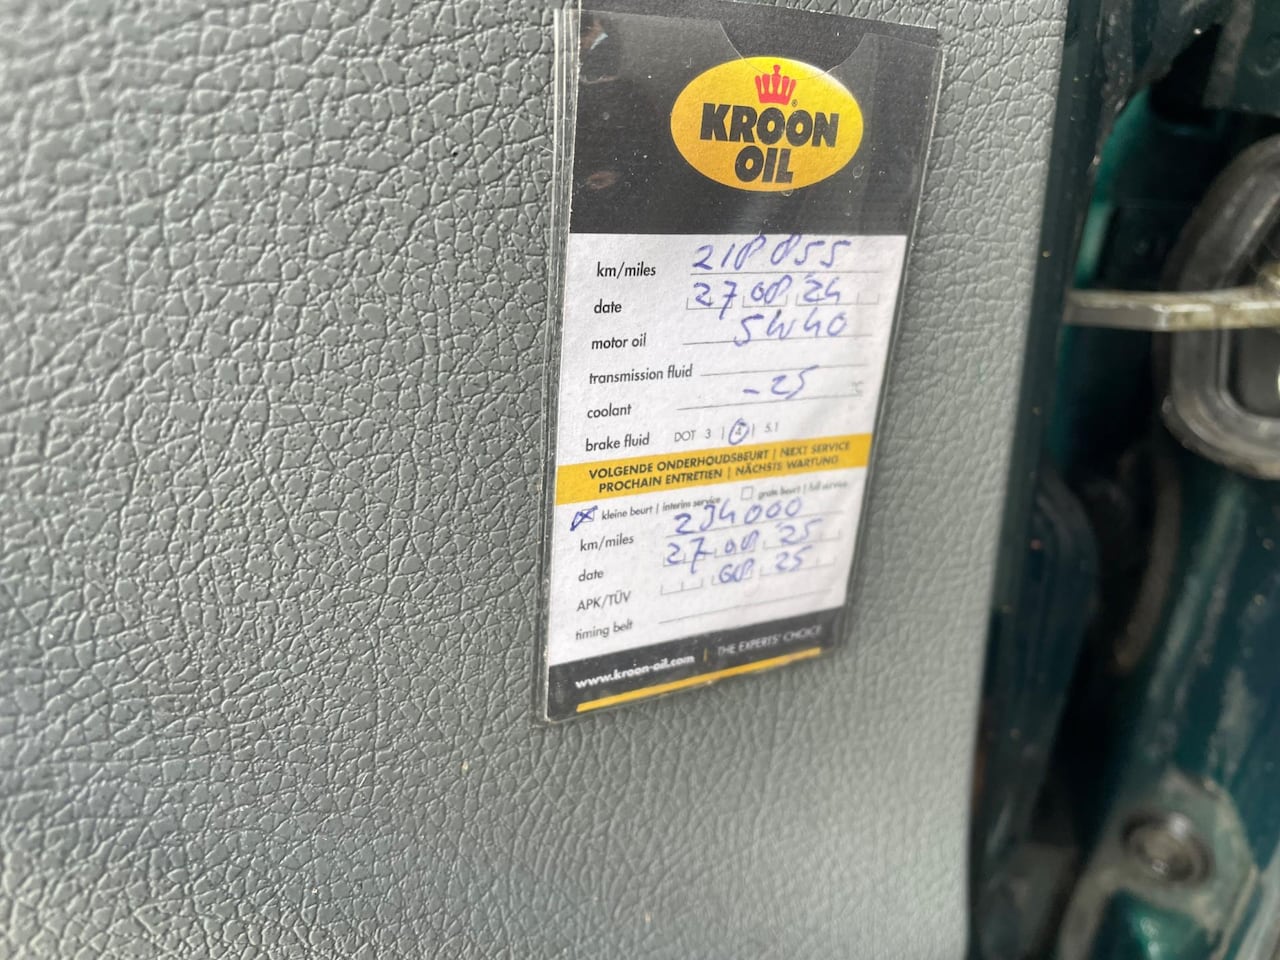 KROON
OIL
km/miles 218855
date 27 08 24
motor oil 5W40
transmission fluid
coantant -25
brake fluid DOT 3 | 4 | 5.1
VOLGENDE ONDERHOUDSBEURT | NEXT SERVICE
PROCHAIN ENTRETIEN | NÄCHSTE WARTUNG
kleine beurt | interim service grote beurt | full service
km/miles 234000
date 27 08 25
APK/TÜV 08 25
timing belt
www.kroon-oil.com | THE EXPERTS' CHOICE